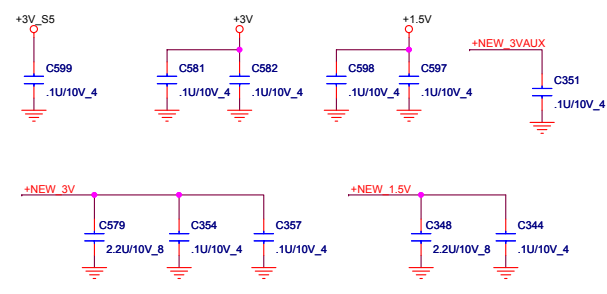 +3V_S5
+3V
+1.5V
+NEW_3VAUX
C599
.1U/10V_4
C581
.1U/10V_4
C582
.1U/10V_4
C598
.1U/10V_4
C597
.1U/10V_4
C351
.1U/10V_4
+NEW_3V
+NEW_1.5V
C579
2.2U/10V_8
C354
.1U/10V_4
C357
.1U/10V_4
C348
2.2U/10V_8
C344
.1U/10V_4